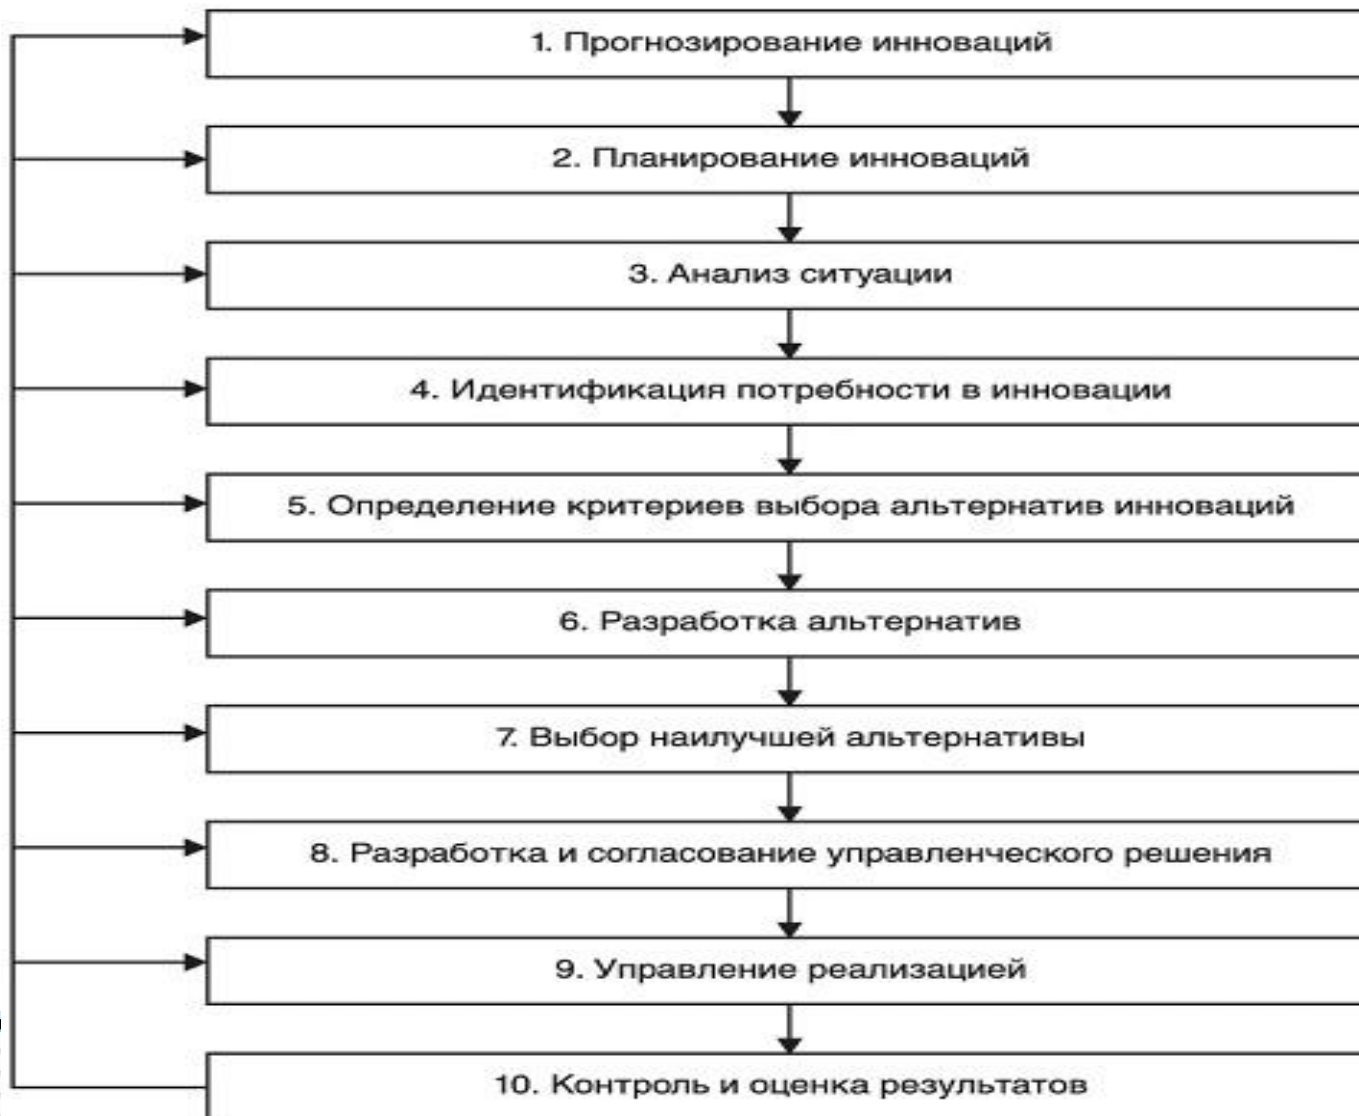 1. Прогнозирование инноваций
2. Планирование инноваций
3. Анализ ситуации
4. Идентификация потребности в инновации
5. Определение критериев выбора альтернатив инноваций
6. Разработка альтернатив
7. Выбор наилучшей альтернативы
8. Разработка и согласование управленческого решения
9. Управление реализацией
10. Контроль и оценка результатов